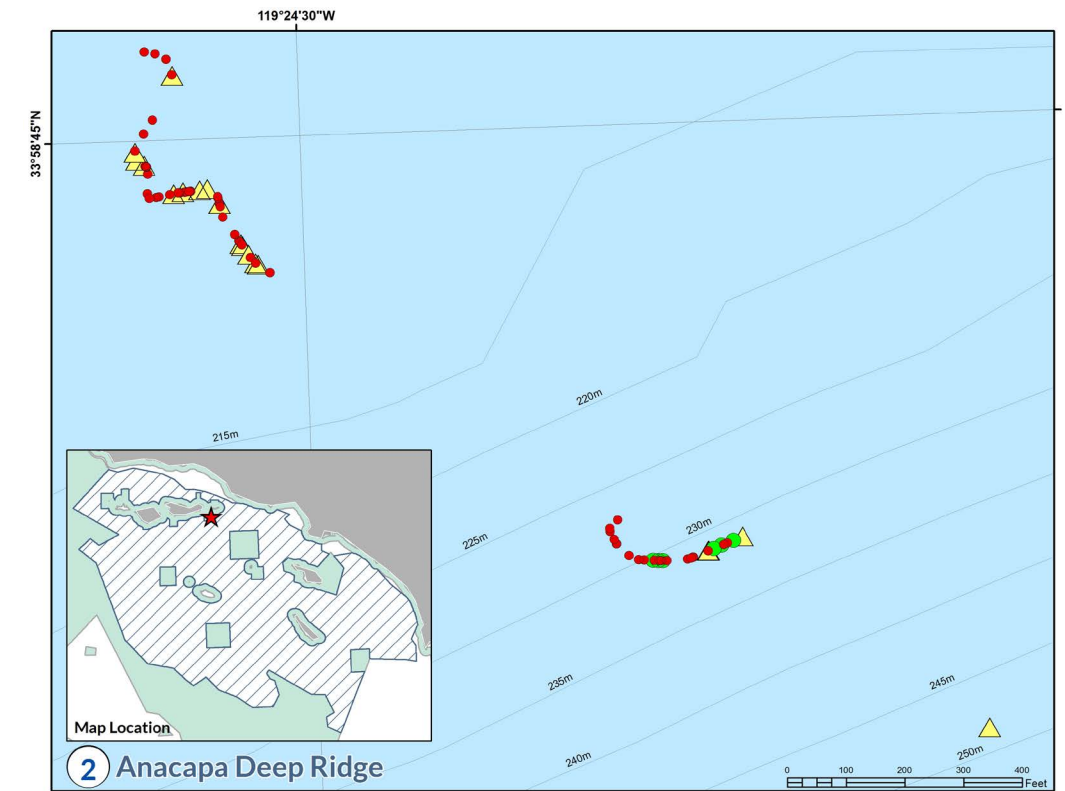 119°24'30"W
33°58'45"N
220m
215m
230m
225m
235m
245m
Map Location
250m
240m
2 Anacapa Deep Ridge
0 100 200 300 400
Feet